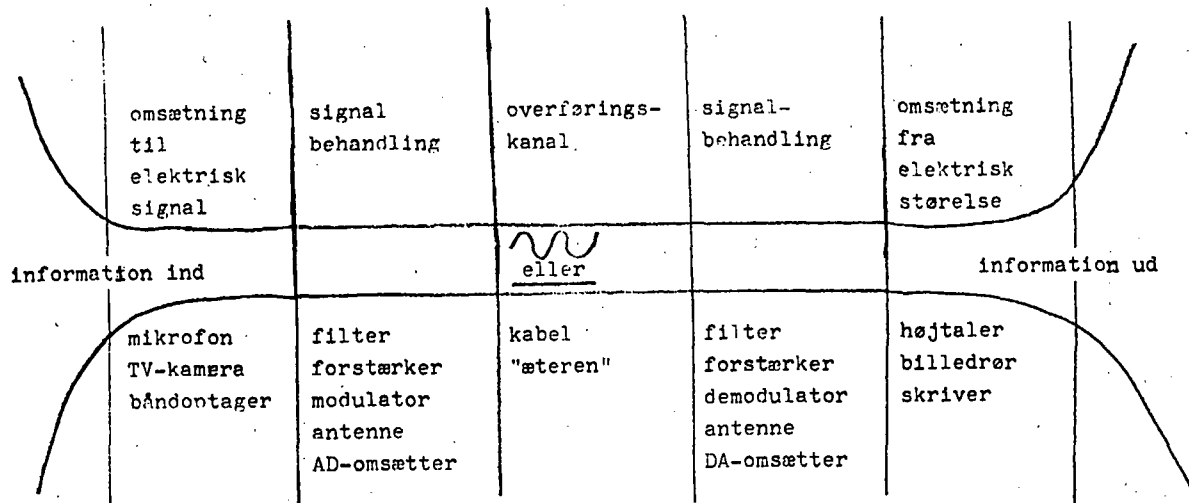 omsætning
til
elektrisk
signal
signal
behandling
overførings-
kanal
signal-
behandling
omsætning
fra
elektrisk
størelse
information ind
eller
information ud
mikrofon
TV-kamera
båndoptager
filter
forstærker
modulator
antenne
AD-omsætter
kabel
"æteren"
filter
forstærker
demodulator
antenne
DA-omsætter
højtaler
billedrør
skriver